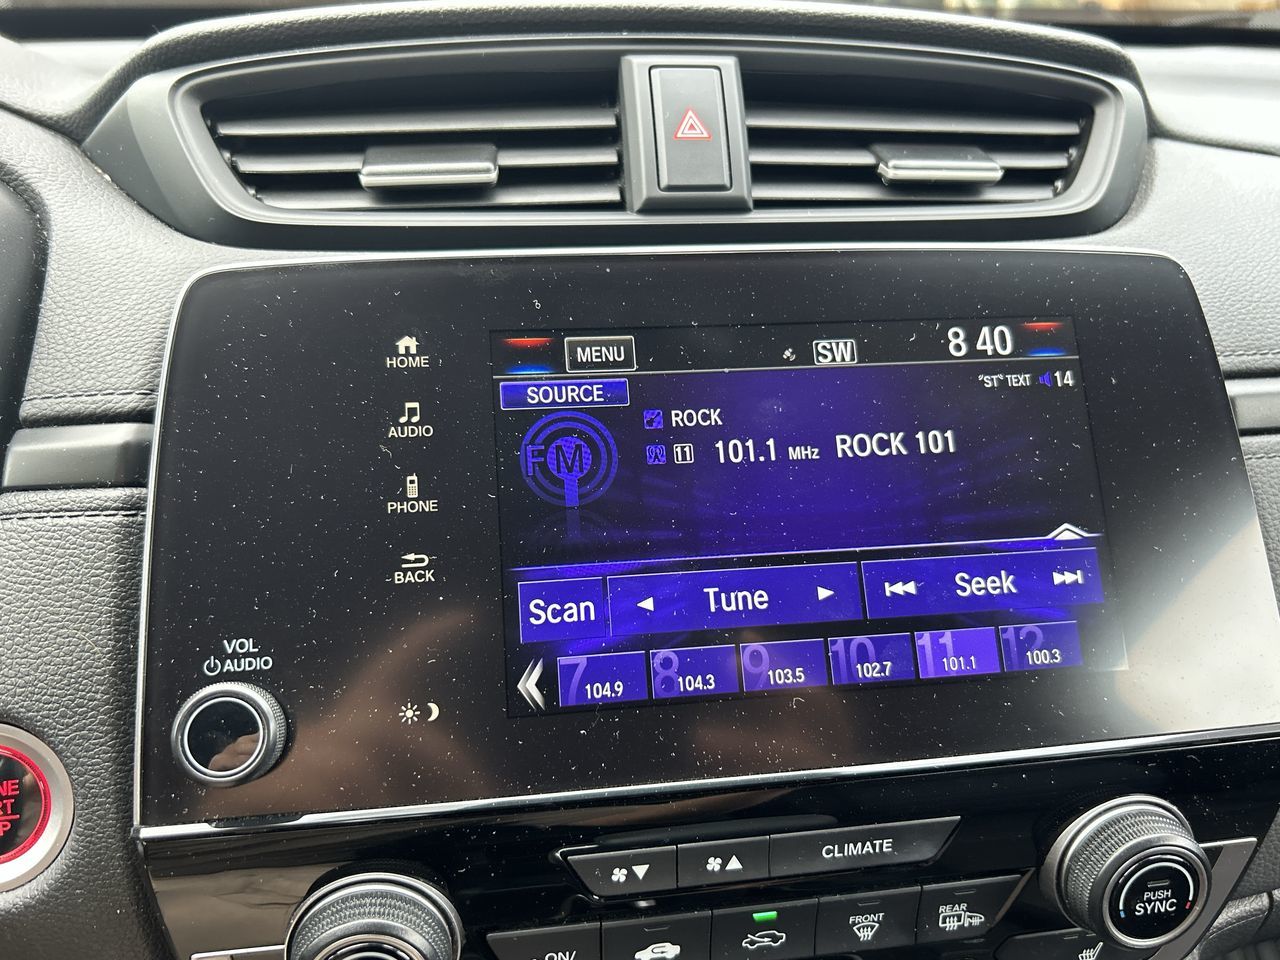 HOME
AUDIO
PHONE
BACK
VOL
AUDIO
MENU
SW
8 40
SOURCE
"ST" TEXT 14
FM
ROCK
11 101.1 MHz ROCK 101
Scan
Tune
Seek
7 104.9
8 104.3
9 103.5
10 102.7
11 101.1
12 100.3
CLIMATE
FRONT
REAR
ON/
PUSH
SYNC